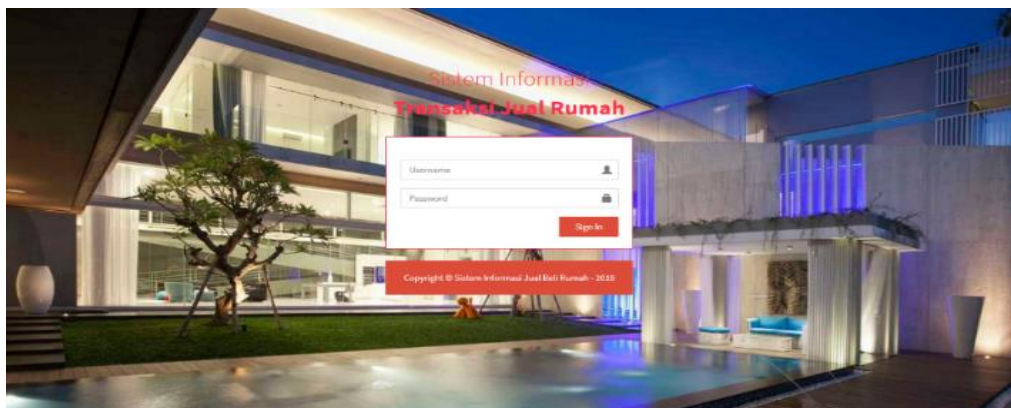 Sistem Informasi
Transaksi Jual Rumah
Username
Password
Sign In
Copyright © Sistem Informasi Jual Beli Rumah - 2018